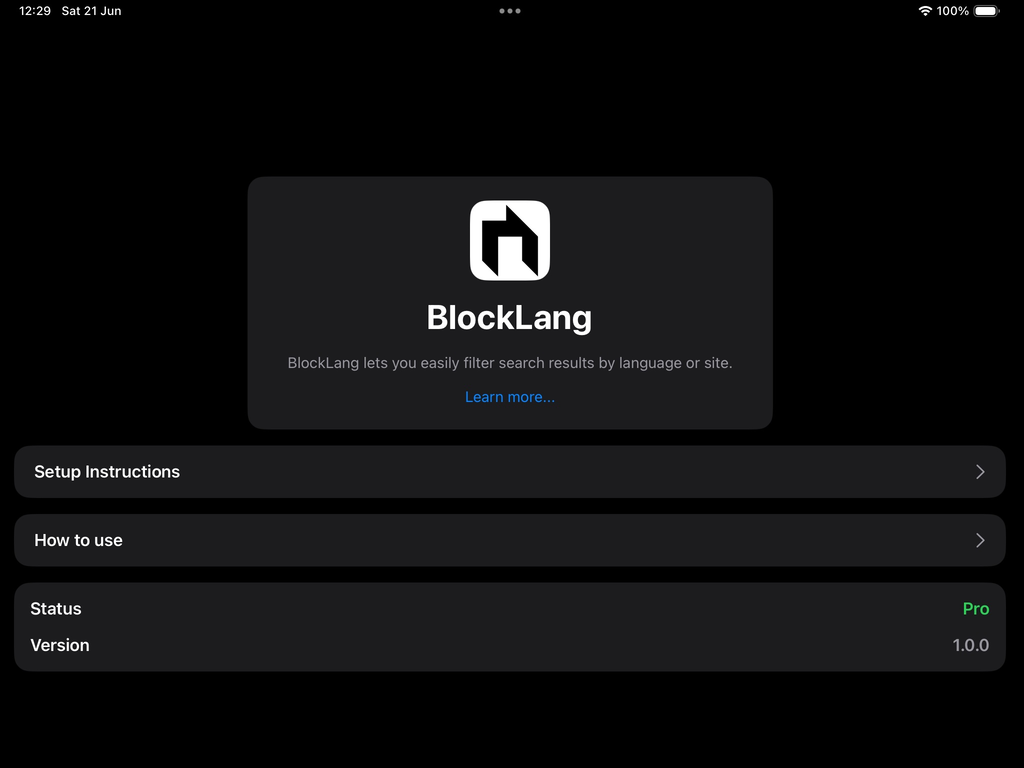 12:29 Sat 21 Jun
100%
BlockLang
BlockLang lets you easily filter search results by language or site.
Learn more...
Setup Instructions
How to use
Status Pro
Version 1.0.0